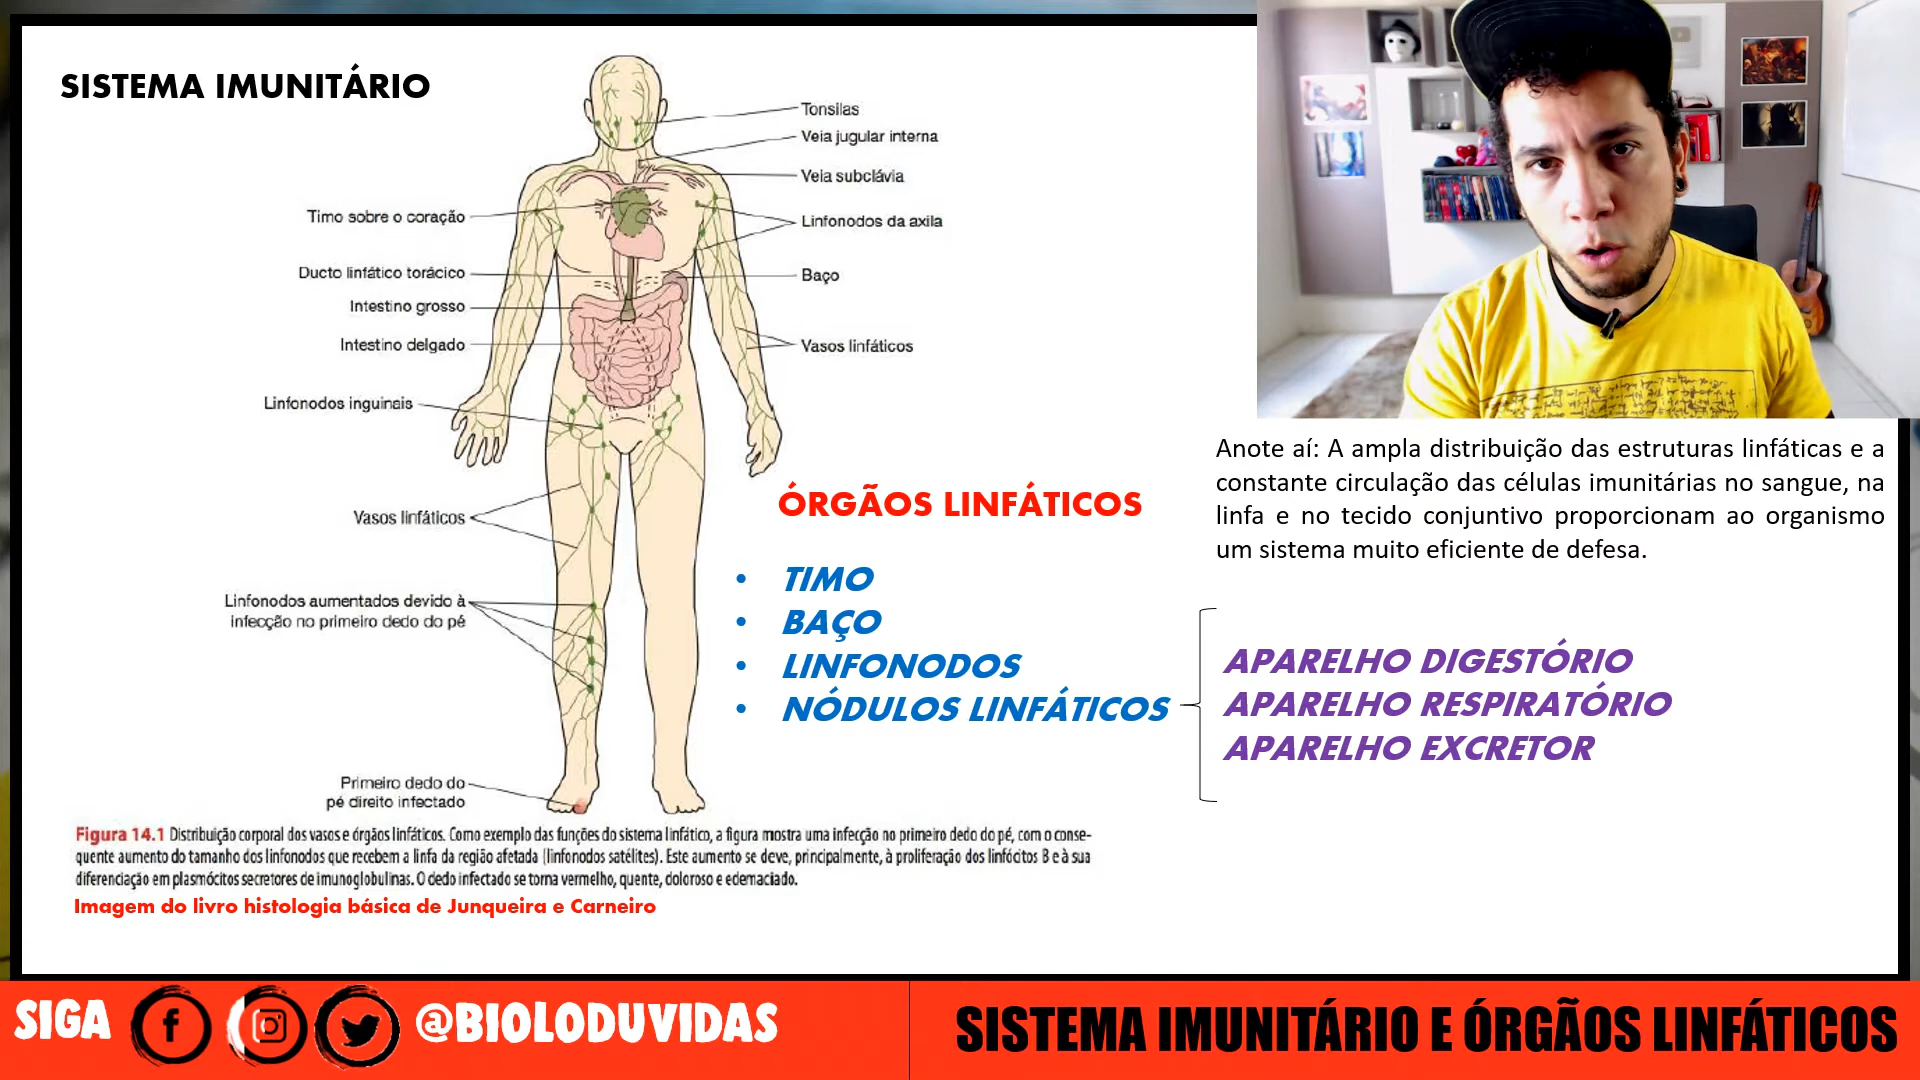 SISTEMA IMUNITÁRIO
Tonsilas
Veia jugular interna
Veia subclávia
Timo sobre o coração
Linfonodos da axila
Ducto linfático torácico
Baço
Intestino grosso
Intestino delgado
Vasos linfáticos
Linfonodos inguinais
Vasos linfáticos
Linfonodos aumentados devido à
infecção no primeiro dedo do pé
Primeiro dedo do
pé direito infectado
Figura 14.1 Distribuição corporal dos vasos e órgãos linfáticos. Como exemplo das funções do sistema linfático, a figura mostra uma infecção no primeiro dedo do pé, com o conse-
quente aumento do tamanho dos linfonodos que recebem a linfa da região afetada (linfonodos satélites). Este aumento se deve, principalmente, à proliferação dos linfócitos B e à sua
diferenciação em plasmócitos secretores de imunoglobulinas. O dedo infectado se torna vermelho, quente, doloroso e edemaciado.
Imagem do livro histologia básica de Junqueira e Carneiro
ÓRGÃOS LINFÁTICOS
• TIMO
• BAÇO
• LINFONODOS
• NÓDULOS LINFÁTICOS
Anote aí: A ampla distribuição das estruturas linfáticas e a
constante circulação das células imunitárias no sangue, na
linfa e no tecido conjuntivo proporcionam ao organismo
um sistema muito eficiente de defesa.
APARELHO DIGESTÓRIO
APARELHO RESPIRATÓRIO
APARELHO EXCRETOR
SIGA
@BIOLODUVIDAS
SISTEMA IMUNITÁRIO E ÓRGÃOS LINFÁTICOS